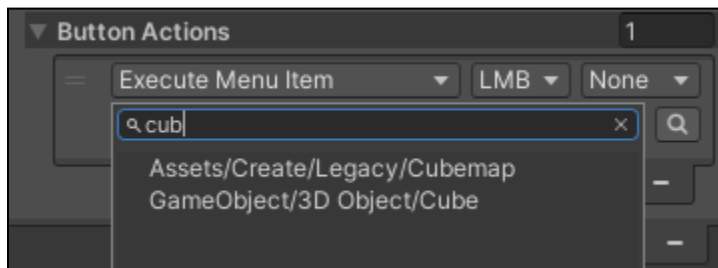 Button Actions 1
Execute Menu Item LMB None
cub
Assets/Create/Legacy/Cubemap
GameObject/3D Object/Cube